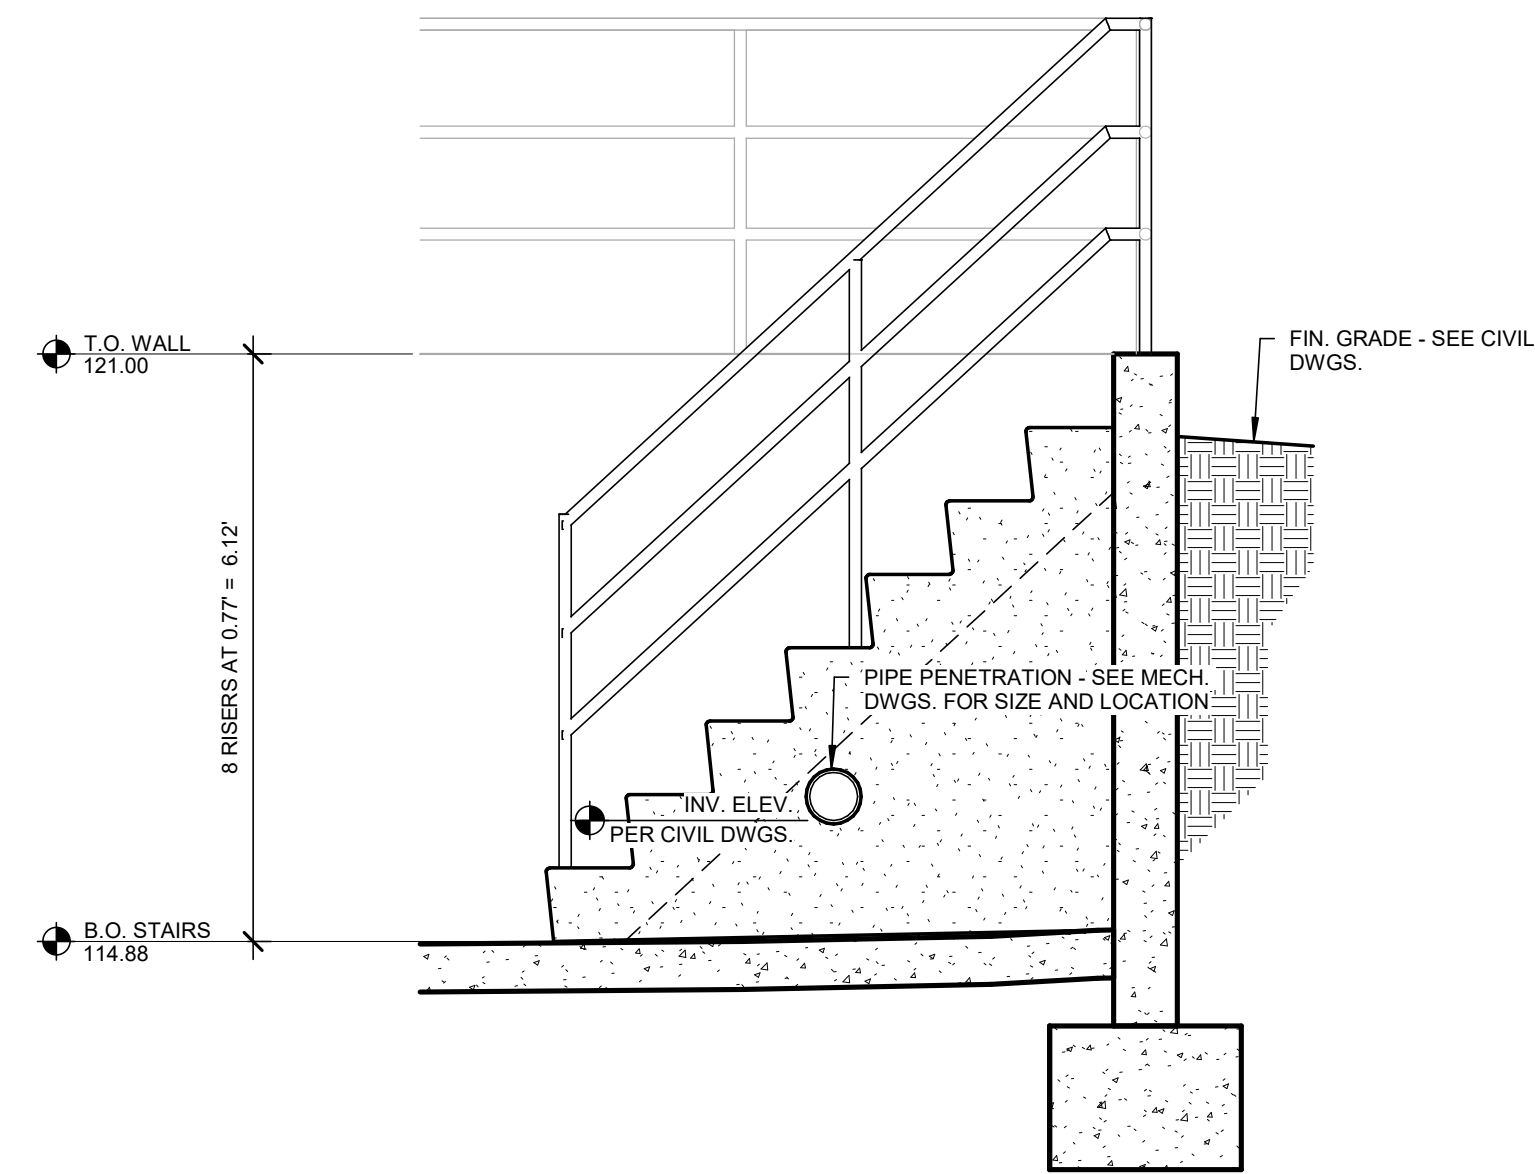 T.O. WALL
121.00
FIN. GRADE - SEE CIVIL
DWGS.
8 RISERS AT 0.77' = 6.12'
PIPE PENETRATION - SEE MECH.
DWGS. FOR SIZE AND LOCATION
INV. ELEV.
PER CIVIL DWGS.
B.O. STAIRS
114.88